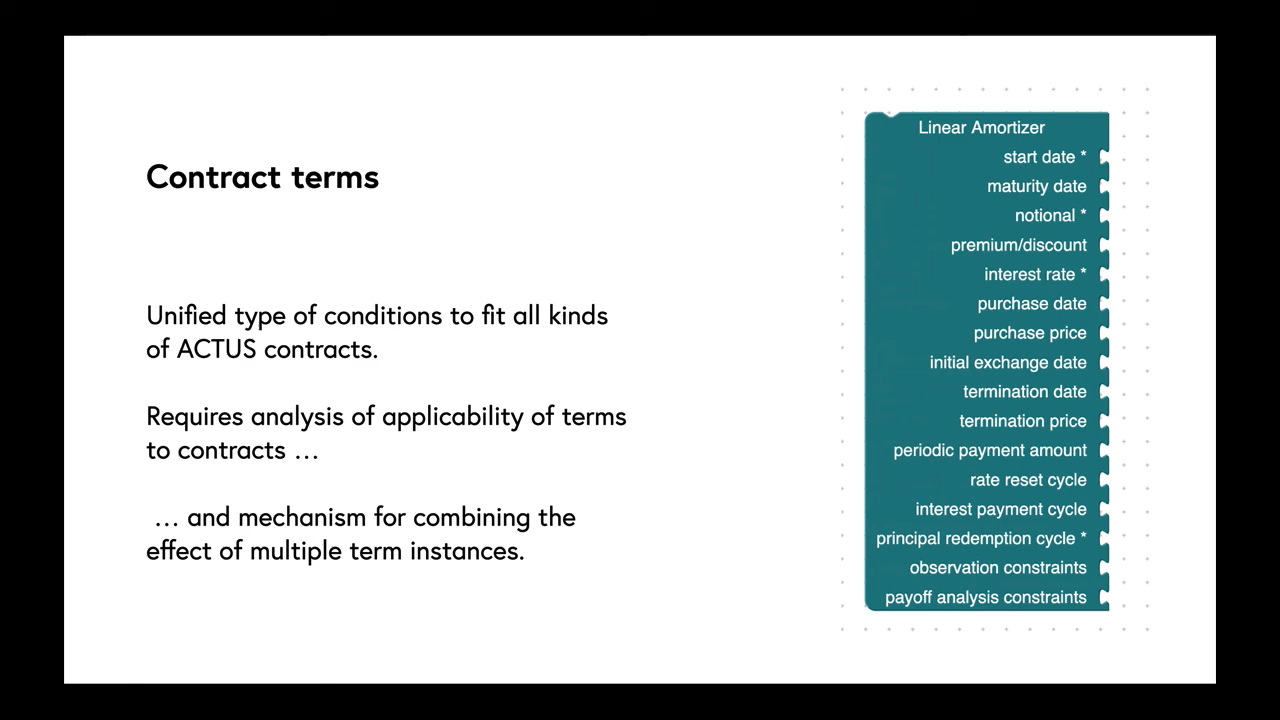 Contract terms
Unified type of conditions to fit all kinds
of ACTUS contracts.
Requires analysis of applicability of terms
to contracts …
… and mechanism for combining the
effect of multiple term instances.
Linear Amortizer
start date *
maturity date
notional *
premium/discount
interest rate *
purchase date
purchase price
initial exchange date
termination date
termination price
periodic payment amount
rate reset cycle
interest payment cycle
principal redemption cycle *
observation constraints
payoff analysis constraints